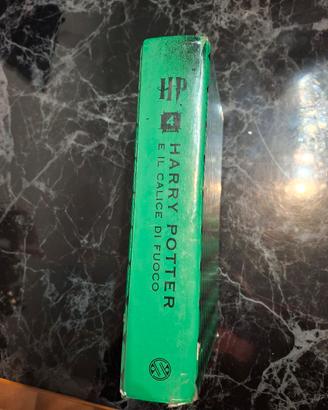 HP
4
HARRY POTTER
E IL CALICE DI FUOCO